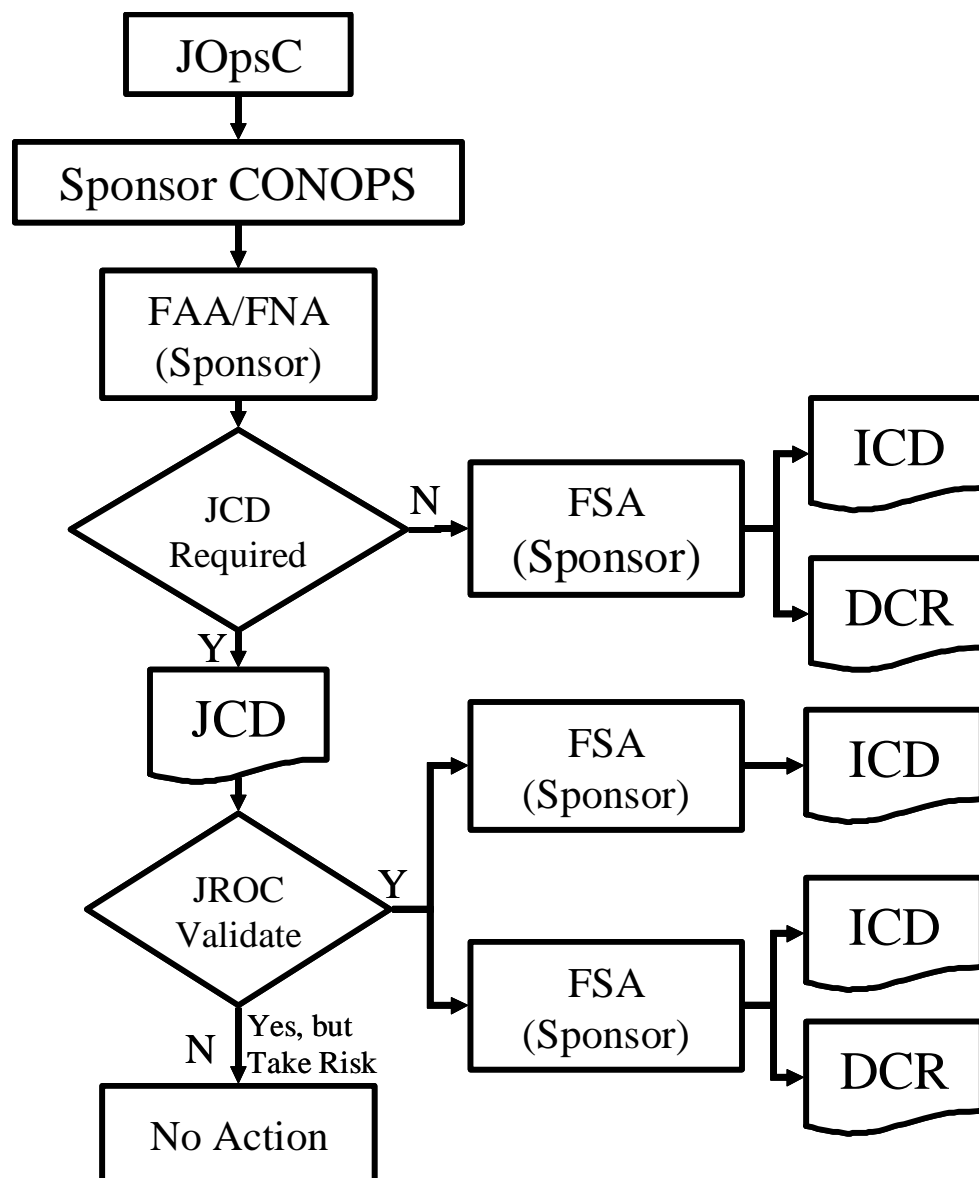 JOpsC
Sponsor CONOPS
FAA/FNA
(Sponsor)
JCD
Required
N
FSA
(Sponsor)
ICD
DCR
Y
JCD
JROC
Validate
Y
FSA
(Sponsor)
ICD
FSA
(Sponsor)
ICD
DCR
N
Yes, but
Take Risk
No Action